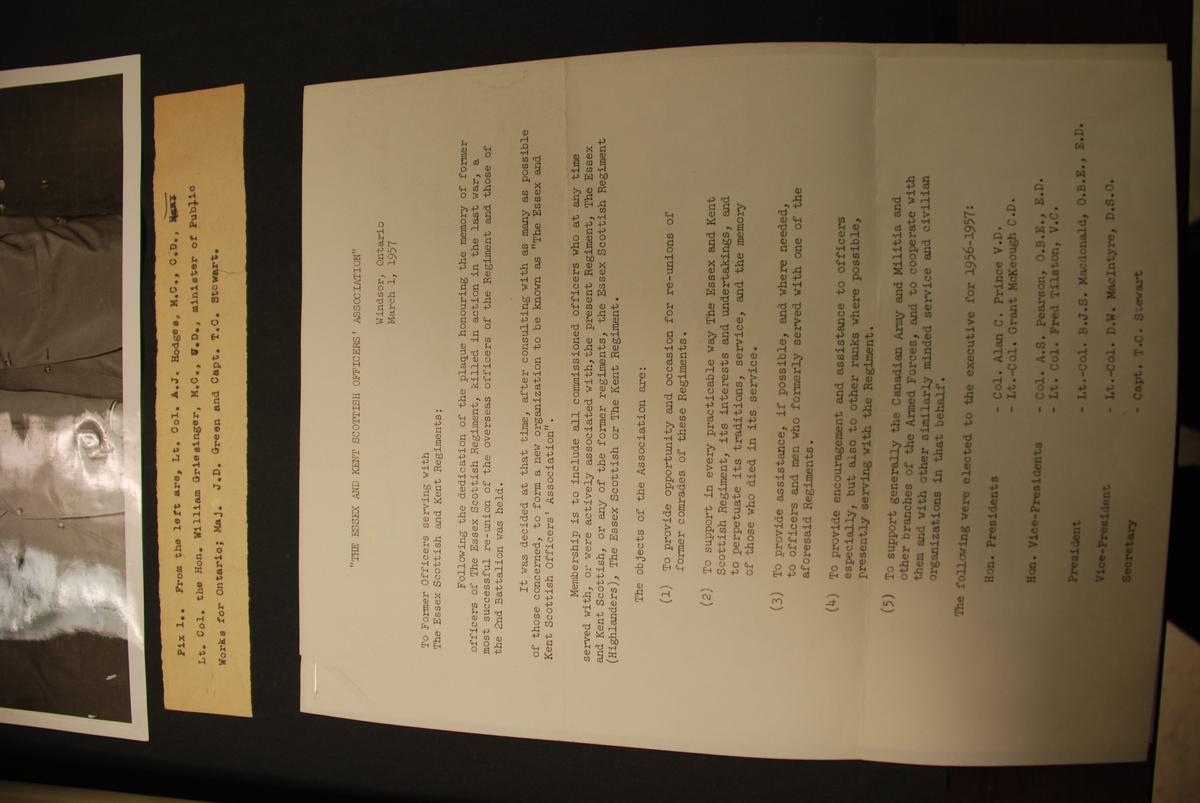 Pix 1.. From the left are, Lt. Col. A.J. Hodges, M.C., C.D.,
Lt. Col. the Hon. William Griesinger, M.C., E.D., minister of Public
Works for Ontario; Maj. J.D. Green and Capt. T.C. Stewart.
"THE ESSEX AND KENT SCOTTISH OFFICERS' ASSOCIATION"
Windsor, Ontario
March 1, 1957
To Former Officers serving with
The Essex Scottish and Kent Regiments:
Following the dedication of the plaque honouring the memory of former
officers of The Essex Scottish Regiment, killed in action in the last war, a
most successful re-union of the overseas officers of the Regiment and those of
the 2nd Battalion was held.
It was decided at that time, after consulting with as many as possible
of those concerned, to form a new organization to be known as "The Essex and
Kent Scottish Officers' Association".
Membership is to include all commissioned officers who at any time
served with, or were actively associated with,the present Regiment, The Essex
and Kent Scottish, or any of the former regiments, the Essex Scottish Regiment
(Highlanders), The Essex Scottish or The Kent Regiment.
The objects of the Association are:
(1) To provide opportunity and occasion for re-unions of
former comrades of these Regiments.
(2) To support in every practicable way The Essex and Kent
Scottish Regiment, its interests and undertakings, and
to perpetuate its traditions, service, and the memory
of those who died in its service.
(3) To provide assistance, if possible, and where needed,
to officers and men who formerly served with one of the
aforesaid Regiments.
(4) To provide encouragement and assistance to officers
especially, but also to other ranks where possible,
presently serving with the Regiment.
(5) To support generally the Canadian Army and Militia and
other branches of the Armed Forces, and to cooperate with
them and with other similarly minded service and civilian
organizations in that behalf.
The following were elected to the executive for 1956-1957:
Hon. Presidents - Col. Alan C. Prince V.D.
- Lt.-Col. Grant McKeough C.D.
Hon. Vice-Presidents - Col. A.S. Pearson, O.B.E., E.D.
- Lt. Col. Fred Tilston, V.C.
President - Lt.-Col. B.J.S. Macdonald, O.B.E., E.D.
Vice-President - Lt.-Col. D.W. MacIntyre, D.S.O.
Secretary - Capt. T.C. Stewart